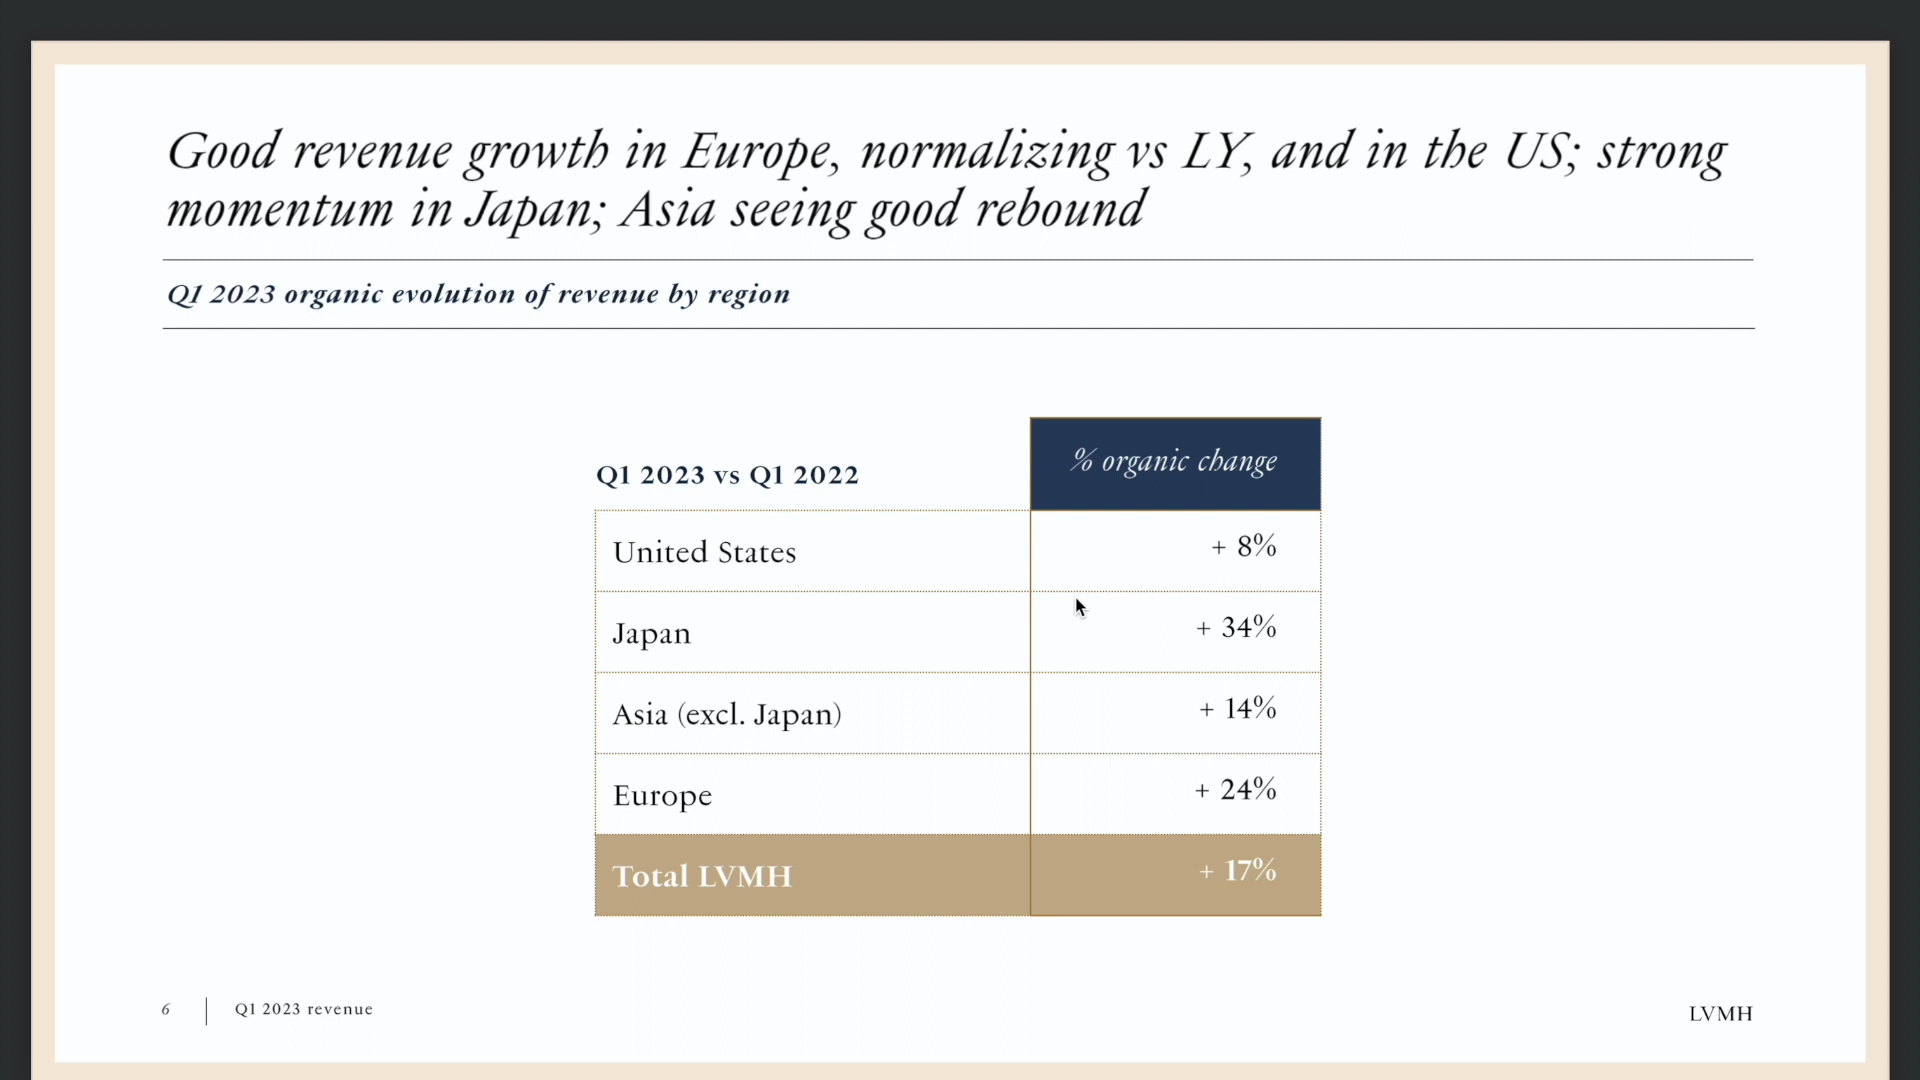 Good revenue growth in Europe, normalizing vs LY, and in the US; strong
momentum in Japan; Asia seeing good rebound
Q1 2023 organic evolution of revenue by region
Q1 2023 vs Q1 2022 % organic change
United States + 8%
Japan + 34%
Asia (excl. Japan) + 14%
Europe + 24%
Total LVMH + 17%
6 Q1 2023 revenue LVMH